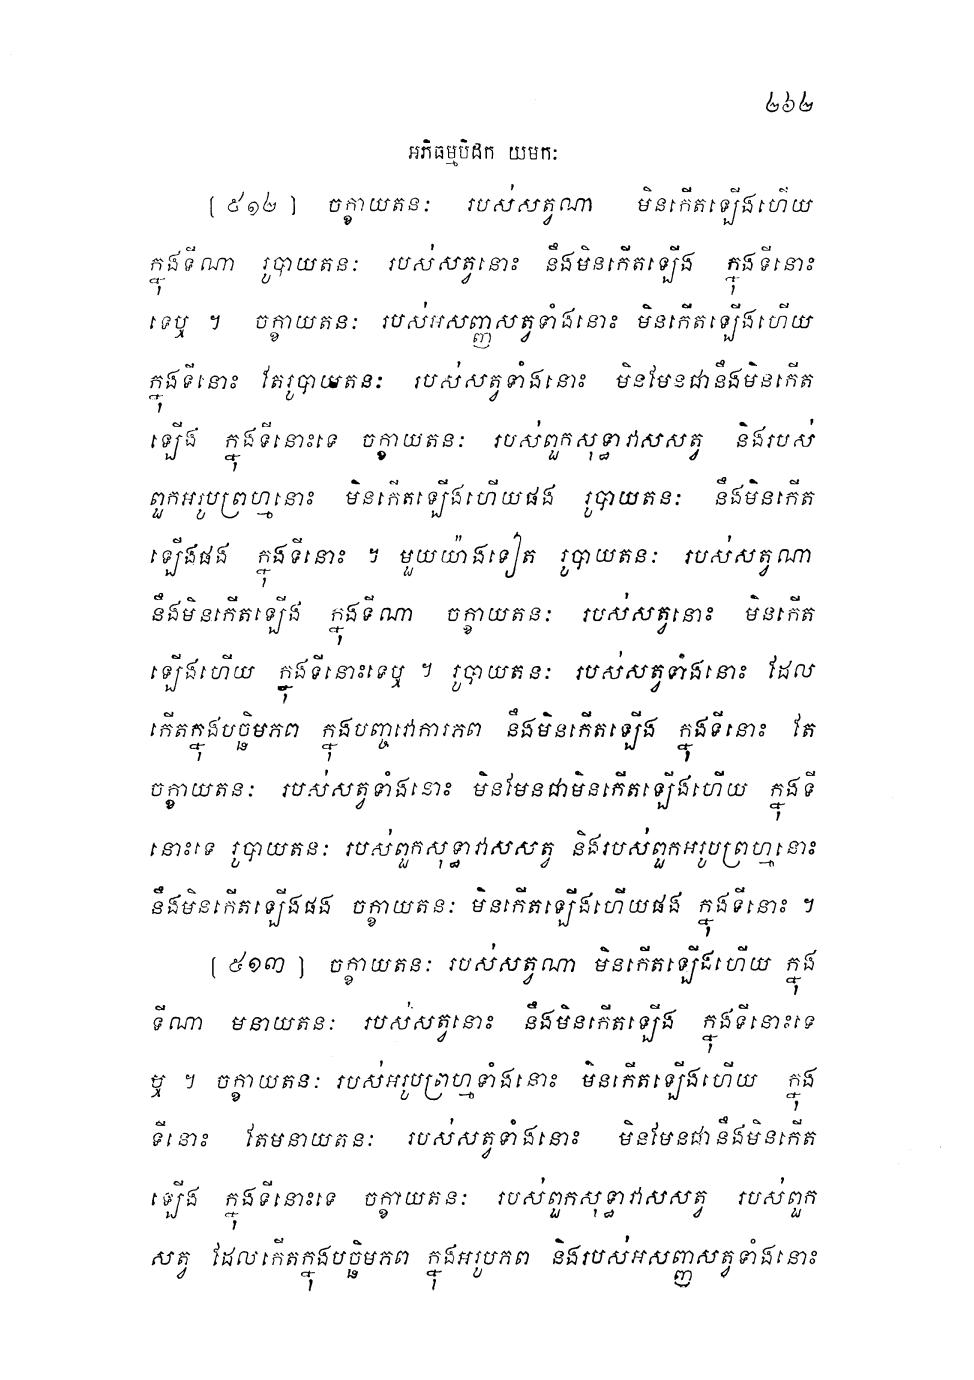 ២៦២
អភិធម្មបិដក យមកៈ
[ ៥១២ ] ចក្ខាយតនៈ របស់សត្វណា មិនកើតឡើងហើយ
ក្នុងទីណា រូបាយតនៈ របស់សត្វនោះ នឹងមិនកើតឡើង ក្នុងទីនោះ
ទេឬ ។ ចក្ខាយតនៈ របស់អសញ្ញសត្វទាំងនោះ មិនកើតឡើងហើយ
ក្នុងទីនោះ តែរូបាយតនៈ របស់សត្វទាំងនោះ មិនមែនជានឹងមិនកើត
ឡើង ក្នុងទីនោះទេ ចក្ខាយតនៈ របស់ពួកសុទ្ធាវាសសត្វ និងរបស់
ពួកអរូបព្រហ្មនោះ មិនកើតឡើងហើយផង រូបាយតនៈ នឹងមិនកើត
ឡើងផង ក្នុងទីនោះ ។ មួយយ៉ាងទៀត រូបាយតនៈ របស់សត្វណា
នឹងមិនកើតឡើង ក្នុងទីណា ចក្ខាយតនៈ របស់សត្វនោះ មិនកើត
ឡើងហើយ ក្នុងទីនោះទេឬ ។ រូបាយតនៈ របស់សត្វទាំងនោះ ដែល
កើតក្នុងបច្ឆិមភព ក្នុងបញ្ចវោការភព នឹងមិនកើតឡើង ក្នុងទីនោះ តែ
ចក្ខាយតនៈ របស់សត្វទាំងនោះ មិនមែនជាមិនកើតឡើងហើយ ក្នុងទី
នោះទេ រូបាយតនៈ របស់ពួកសុទ្ធាវាសសត្វ និងរបស់ពួកអរូបព្រហ្មនោះ
នឹងមិនកើតឡើងផង ចក្ខាយតនៈ មិនកើតឡើងហើយផង ក្នុងទីនោះ ។
[ ៥១៣ ] ចក្ខាយតនៈ របស់សត្វណា មិនកើតឡើងហើយ ក្នុង
ទីណា មនាយតនៈ របស់សត្វនោះ នឹងមិនកើតឡើង ក្នុងទីនោះទេ
ឬ ។ ចក្ខាយតនៈ របស់អរូបព្រហ្មទាំងនោះ មិនកើតឡើងហើយ ក្នុង
ទីនោះ តែមនាយតនៈ របស់សត្វទាំងនោះ មិនមែនជានឹងមិនកើត
ឡើង ក្នុងទីនោះទេ ចក្ខាយតនៈ របស់ពួកសុទ្ធាវាសសត្វ របស់ពួក
សត្វ ដែលកើតក្នុងបច្ឆិមភព ក្នុងអរូបភព និងរបស់អសញ្ញសត្វទាំងនោះ